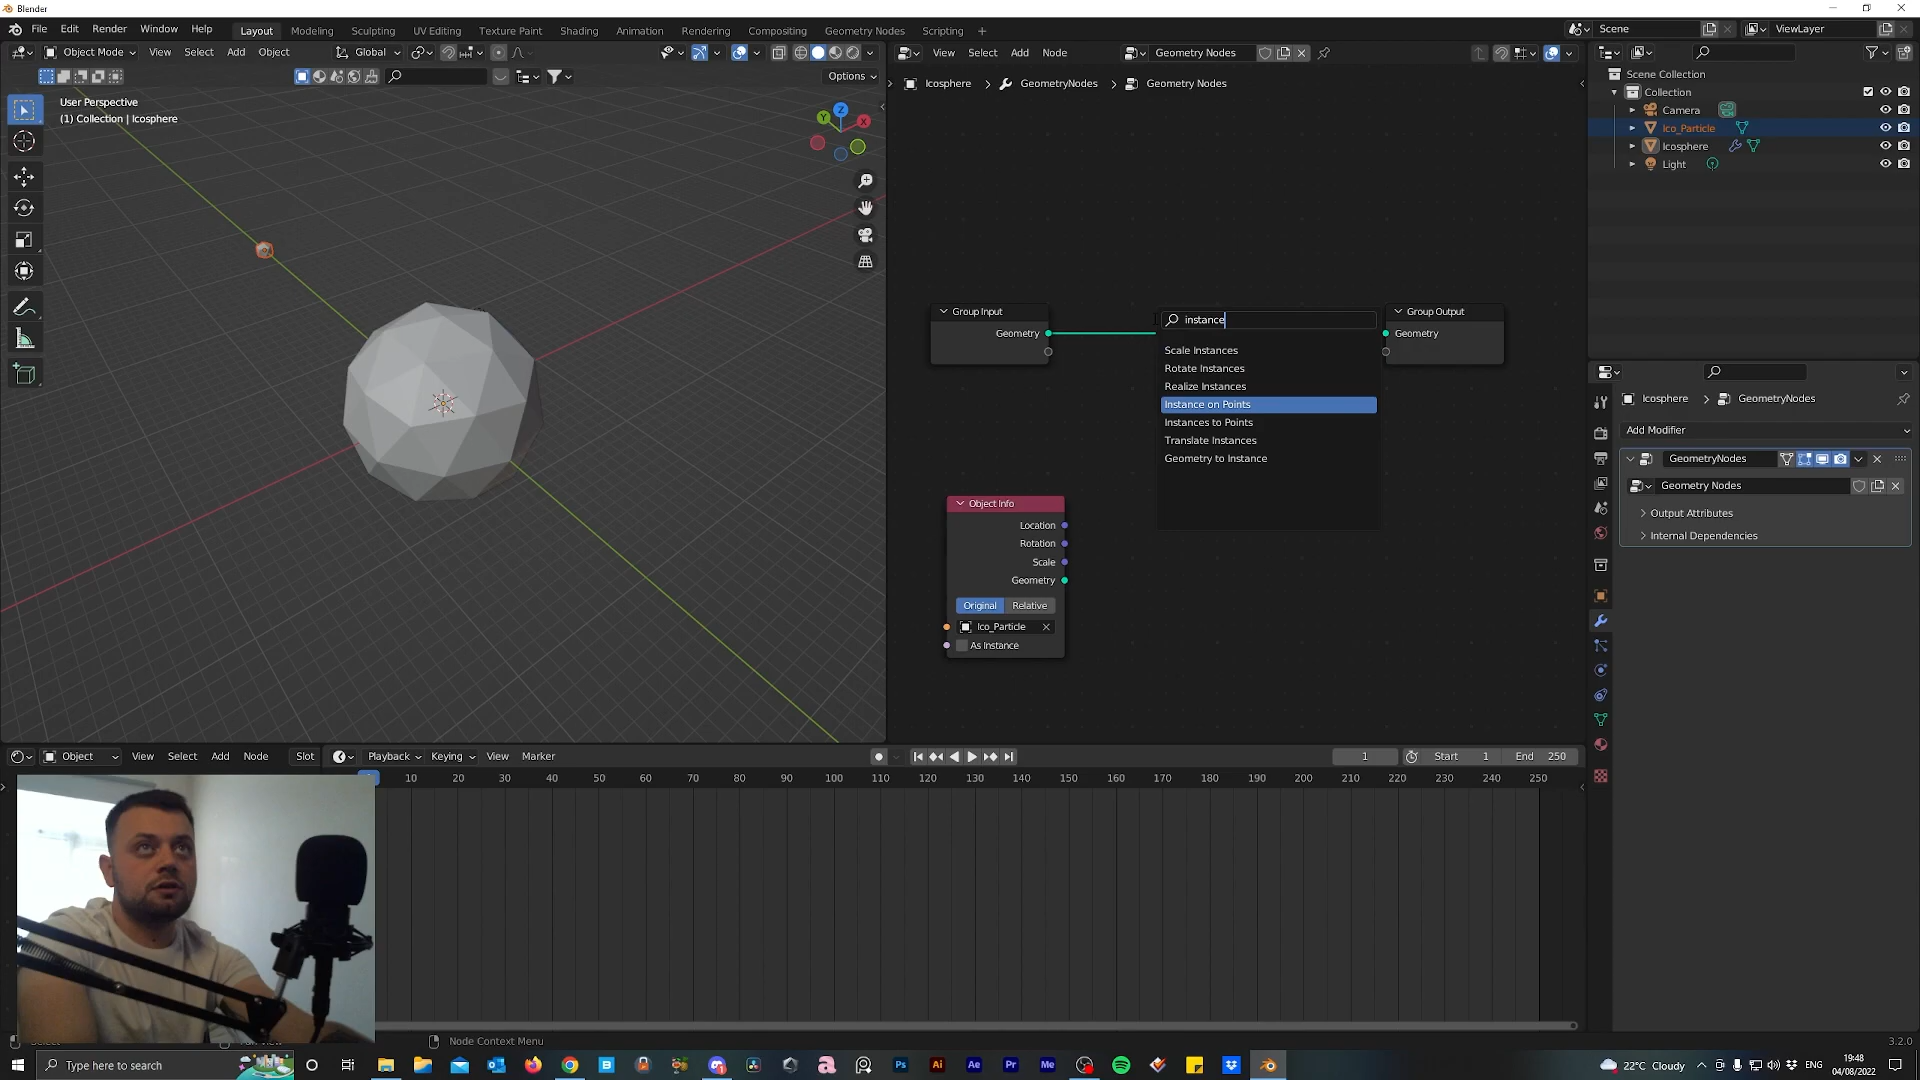 Blender
File Edit Render Window Help Layout Modeling Sculpting UV Editing Texture Paint Shading Animation Rendering Compositing Geometry Nodes Scripting + Scene ViewLayer
Object Mode View Select Add Object Global View Select Add Node Geometry Nodes
Options
Icosphere > GeometryNodes > Geometry Nodes
User Perspective
(1) Collection | Icosphere
Z
Y
X
Scene Collection
Collection
Camera
Ico_Particle
Icosphere
Light
Group Input
Geometry
instance
Scale Instances
Rotate Instances
Realize Instances
Instance on Points
Instances to Points
Translate Instances
Geometry to Instance
Group Output
Geometry
Object Info
Location
Rotation
Scale
Geometry
Original Relative
Ico_Particle
As Instance
Icosphere > GeometryNodes
Add Modifier
GeometryNodes
Geometry Nodes
Output Attributes
Internal Dependencies
Object View Select Add Node Slot Playback Keying View Marker 1 Start 1 End 250
10 20 30 40 50 60 70 80 90 100 110 120 130 140 150 160 170 180 190 200 210 220 230 240 250
Node Context Menu
3.2.0
Type here to search
B Ps Ai Ae Pr Me
22°C Cloudy ENG
19:48
04/08/2022